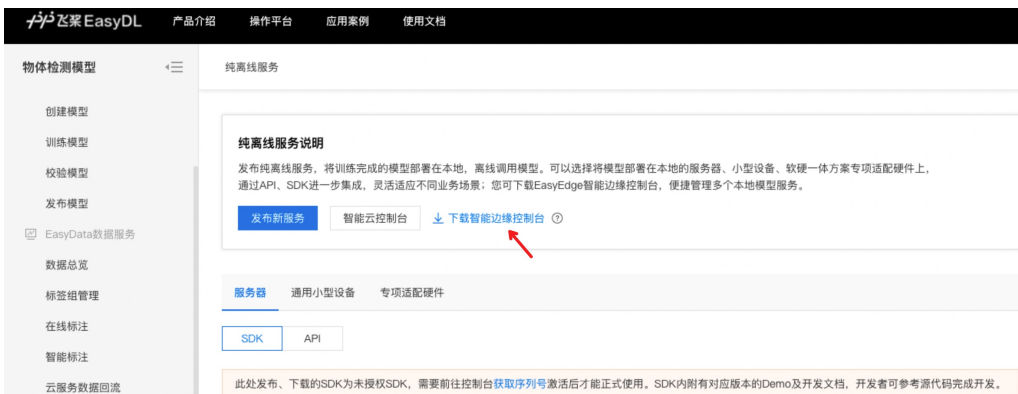 飞桨EasyDL 产品介绍 操作平台 应用案例 使用文档
物体检测模型
纯离线服务
创建模型
训练模型
校验模型
发布模型
EasyData数据服务
数据总览
标签组管理
在线标注
智能标注
云服务数据回流
纯离线服务说明
发布纯离线服务，将训练完成的模型部署在本地，离线调用模型。可以选择将模型部署在本地的服务器、小型设备、软硬一体方案专项适配硬件上，
通过API、SDK进一步集成，灵活适应不同业务场景；您可下载EasyEdge智能边缘控制台，便捷管理多个本地模型服务。
发布新服务 智能云控制台 下载智能边缘控制台 ?
服务器 通用小型设备 专项适配硬件
SDK API
此处发布、下载的SDK为未授权SDK，需要前往控制台获取序列号激活后才能正式使用。SDK内附有对应版本的Demo及开发文档，开发者可参考源代码完成开发。